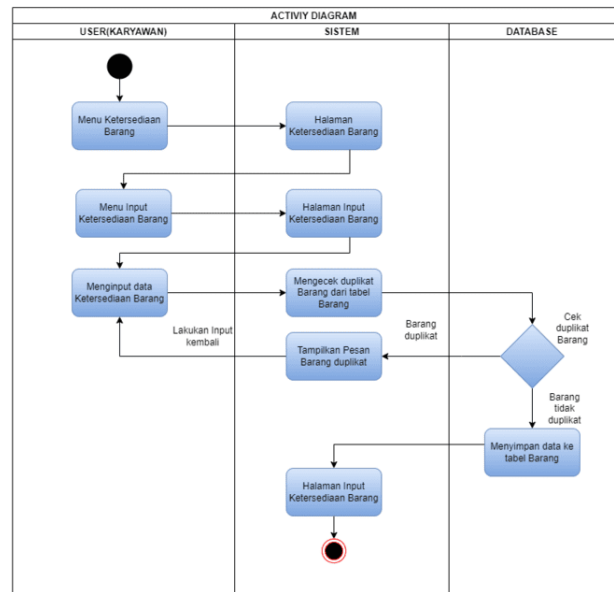 ACTIVIY DIAGRAM
USER(KARYAWAN)
SISTEM
DATABASE
Menu Ketersediaan
Barang
Halaman
Ketersediaan Barang
Menu Input
Ketersediaan Barang
Halaman Input
Ketersediaan Barang
Menginput data
Ketersediaan Barang
Mengecek duplikat
Barang dari tabel
Barang
Cek
duplikat
Barang
Barang
duplikat
Tampilkan Pesan
Barang duplikat
Lakukan Input
kembali
Barang
tidak
duplikat
Menyimpan data ke
tabel Barang
Halaman Input
Ketersediaan Barang